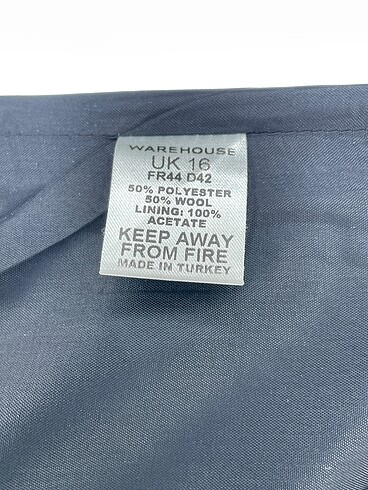 WAREHOUSE
UK 16
FR44 D42
50% POLYESTER
50% WOOL
LINING: 100%
ACETATE
KEEP AWAY
FROM FIRE
MADE IN TURKEY